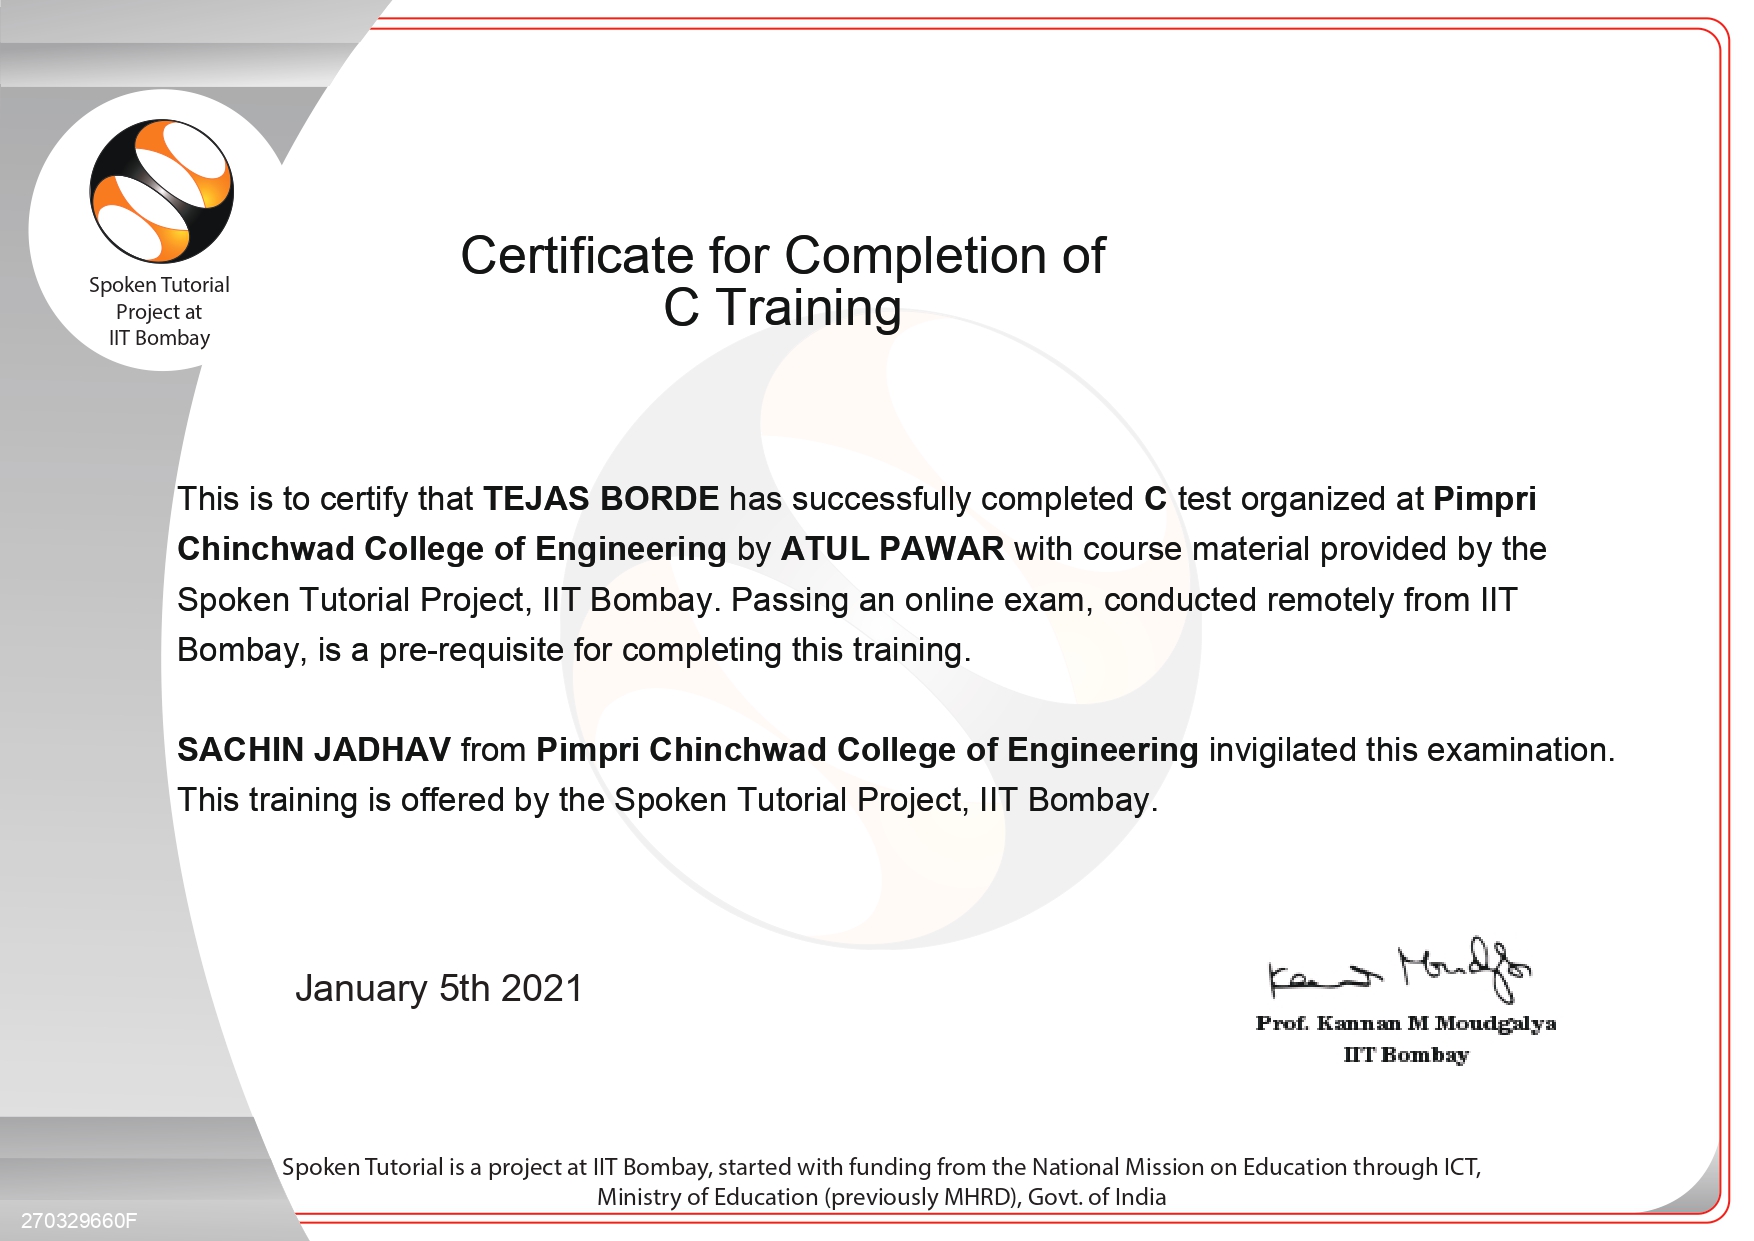 Spoken Tutorial
Project at
IIT Bombay
Certificate for Completion of
C Training
This is to certify that TEJAS BORDE has successfully completed C test organized at Pimpri
Chinchwad College of Engineering by ATUL PAWAR with course material provided by the
Spoken Tutorial Project, IIT Bombay. Passing an online exam, conducted remotely from IIT
Bombay, is a pre-requisite for completing this training.
SACHIN JADHAV from Pimpri Chinchwad College of Engineering invigilated this examination.
This training is offered by the Spoken Tutorial Project, IIT Bombay.
January 5th 2021
Kannan Moudgalya
Prof. Kannan M Moudgalya
IIT Bombay
Spoken Tutorial is a project at IIT Bombay, started with funding from the National Mission on Education through ICT,
Ministry of Education (previously MHRD), Govt. of India
270329660F